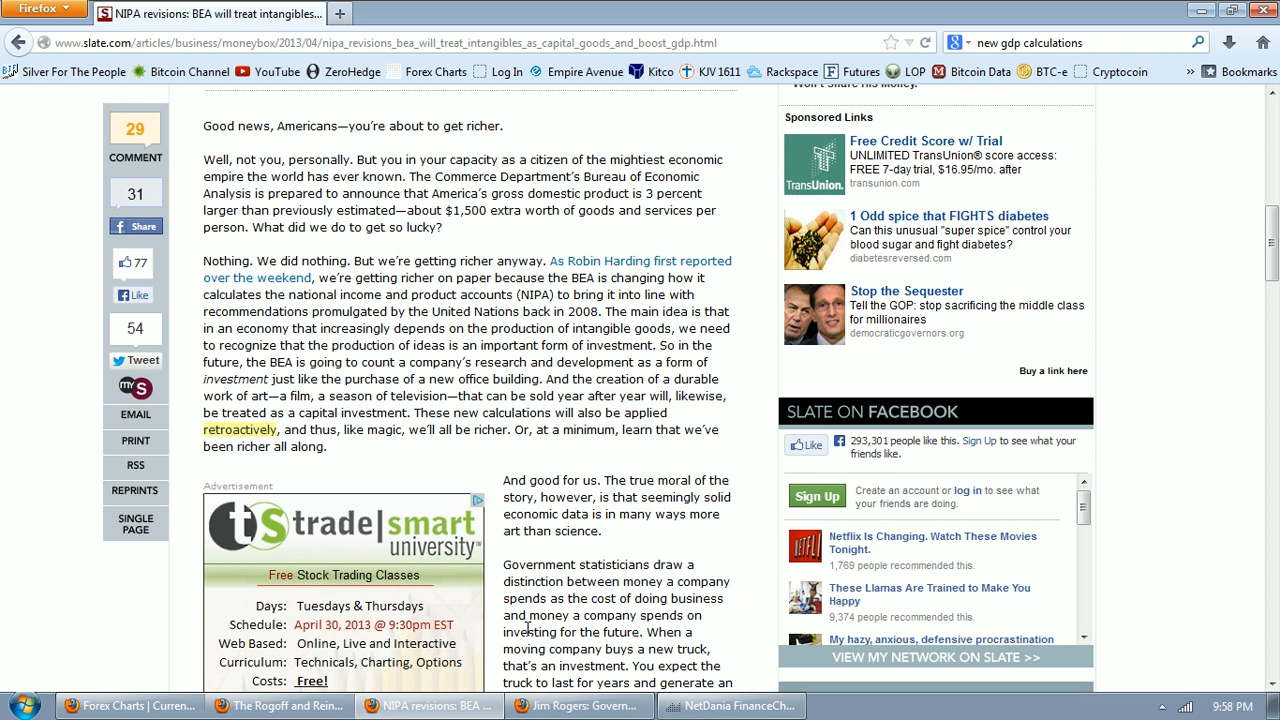 Firefox
NIPA revisions: BEA will treat intangibles...
www.slate.com/articles/business/moneybox/2013/04/nipa_revisions_bea_will_treat_intangibles_as_capital_goods_and_boost_gdp.html
new gdp calculations
Silver For The People
Bitcoin Channel
YouTube
ZeroHedge
Forex Charts
Log In
Empire Avenue
Kitco
KJV 1611
Rackspace
Futures
LOP
Bitcoin Data
BTC-e
Cryptocoin
»
Bookmarks
29
COMMENT
31
Share
77
Like
54
Tweet
my S
EMAIL
PRINT
RSS
REPRINTS
SINGLE
PAGE
Good news, Americans—you’re about to get richer.
Well, not you, personally. But you in your capacity as a citizen of the mightiest economic
empire the world has ever known. The Commerce Department’s Bureau of Economic
Analysis is prepared to announce that America’s gross domestic product is 3 percent
larger than previously estimated—about $1,500 extra worth of goods and services per
person. What did we do to get so lucky?
Nothing. We did nothing. But we’re getting richer anyway. As Robin Harding first reported
over the weekend, we’re getting richer on paper because the BEA is changing how it
calculates the national income and product accounts (NIPA) to bring it into line with
recommendations promulgated by the United Nations back in 2008. The main idea is that
in an economy that increasingly depends on the production of intangible goods, we need
to recognize that the production of ideas is an important form of investment. So in the
future, the BEA is going to count a company’s research and development as a form of
investment just like the purchase of a new office building. And the creation of a durable
work of art—a film, a season of television—that can be sold year after year will, likewise,
be treated as a capital investment. These new calculations will also be applied
retroactively, and thus, like magic, we’ll all be richer. Or, at a minimum, learn that we’ve
been richer all along.
Advertisement
ts trade|smart
university™
Free Stock Trading Classes
Days: Tuesdays & Thursdays
Schedule: April 30, 2013 @ 9:30pm EST
Web Based: Online, Live and Interactive
Curriculum: Technicals, Charting, Options
Costs: Free!
And good for us. The true moral of the
story, however, is that seemingly solid
economic data is in many ways more
art than science.
Government statisticians draw a
distinction between money a company
spends as the cost of doing business
and money a company spends on
investing for the future. When a
moving company buys a new truck,
that’s an investment. You expect the
truck to last for years and generate an
Won't Share His Money.
Sponsored Links
TransUnion.
Free Credit Score w/ Trial
UNLIMITED TransUnion® score access:
FREE 7-day trial, $16.95/mo. after
transunion.com
1 Odd spice that FIGHTS diabetes
Can this unusual "super spice" control your
blood sugar and fight diabetes?
diabetesreversed.com
Stop the Sequester
Tell the GOP: stop sacrificing the middle class
for millionaires
democraticgovernors.org
Buy a link here
SLATE ON FACEBOOK
Like
293,301 people like this. Sign Up to see what your
friends like.
Sign Up
Create an account or log in to see what
your friends are doing.
NETFLIX
Netflix Is Changing. Watch These Movies
Tonight.
1,769 people recommended this.
These Llamas Are Trained to Make You
Happy
9,374 people recommended this.
My hazy, anxious, defensive procrastination
VIEW MY NETWORK ON SLATE >>
Forex Charts | Curren...
The Rogoff and Rein...
NIPA revisions: BEA ...
Jim Rogers: Govern...
NetDania FinanceCh...
9:58 PM